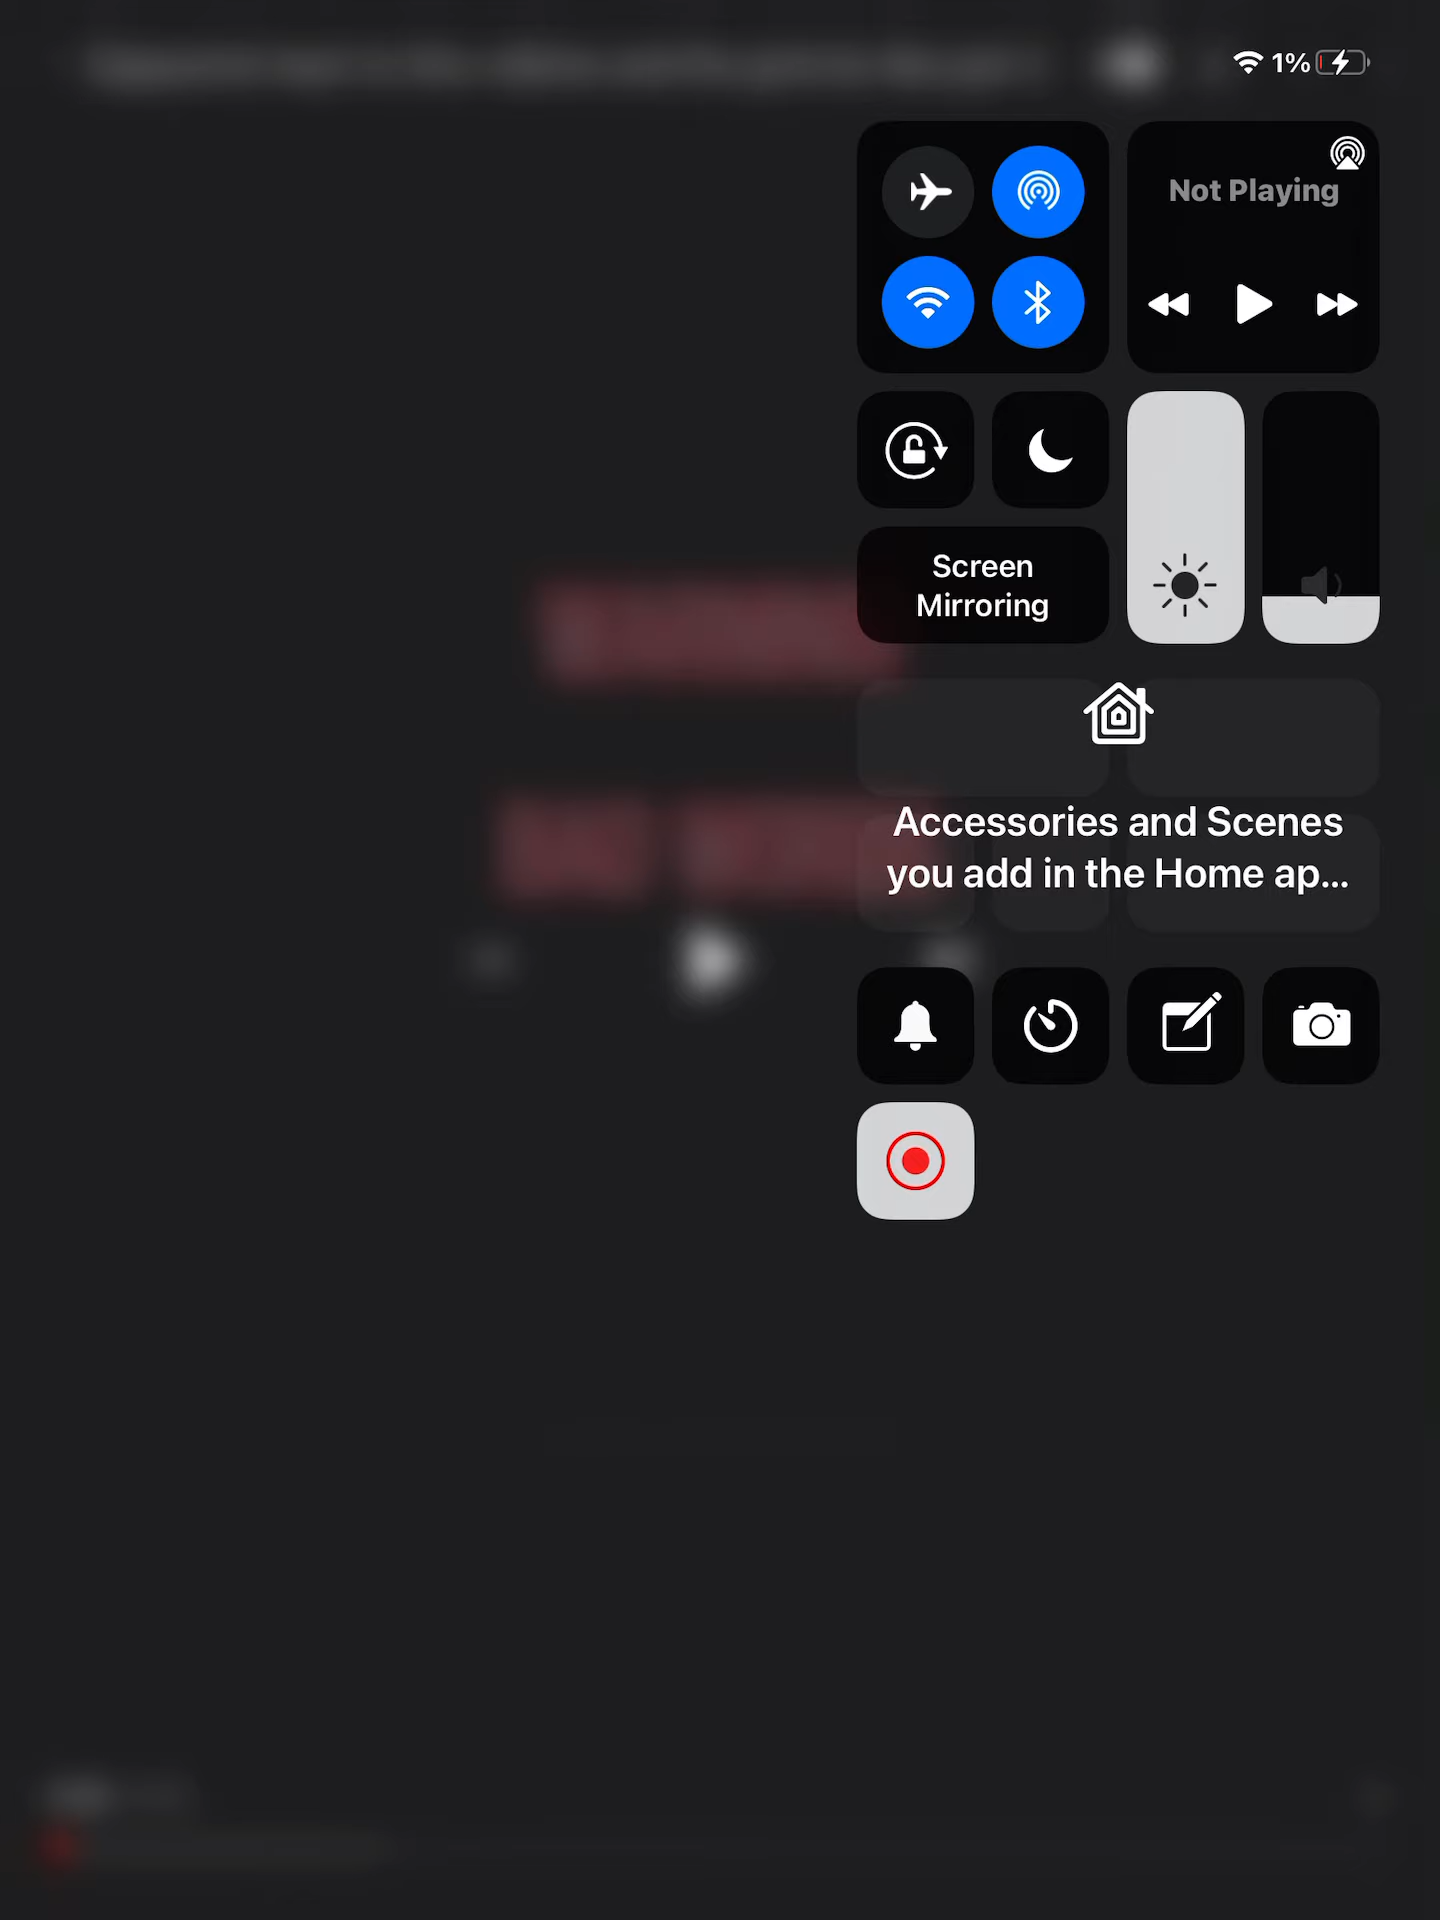 1%
Not Playing
Screen
Mirroring
Accessories and Scenes
you add in the Home ap...